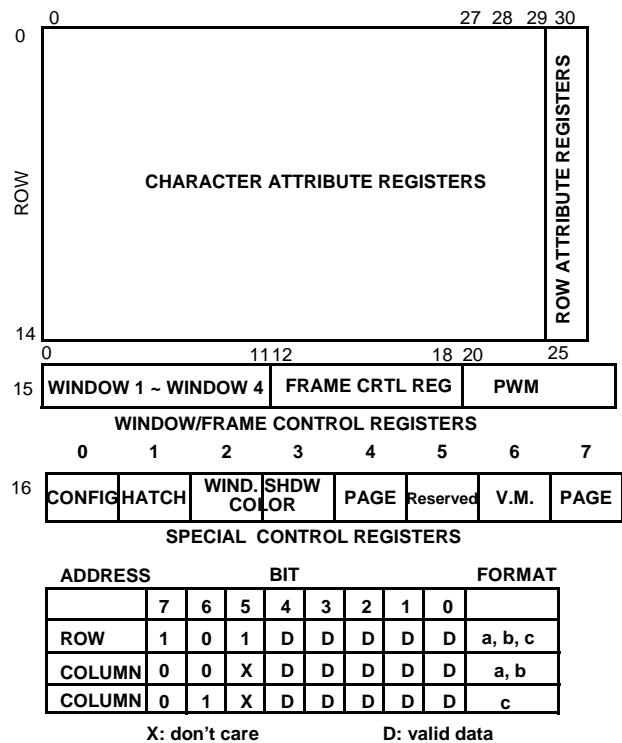 0 27 28 29 30
0
ROW
CHARACTER ATTRIBUTE REGISTERS
ROW ATTRIBUTE REGISTERS
14
0 11 12 18 20 25
15 WINDOW 1 ~ WINDOW 4 FRAME CRTL REG PWM
WINDOW/FRAME CONTROL REGISTERS
0 1 2 3 4 5 6 7
16 CONFIG HATCH WIND. SHDW COLOR PAGE Reserved V.M. PAGE
SPECIAL CONTROL REGISTERS
ADDRESS BIT FORMAT
7 6 5 4 3 2 1 0
ROW 1 0 1 D D D D D a, b, c
COLUMN 0 0 X D D D D D a, b
COLUMN 0 1 X D D D D D c
X: don't care D: valid data